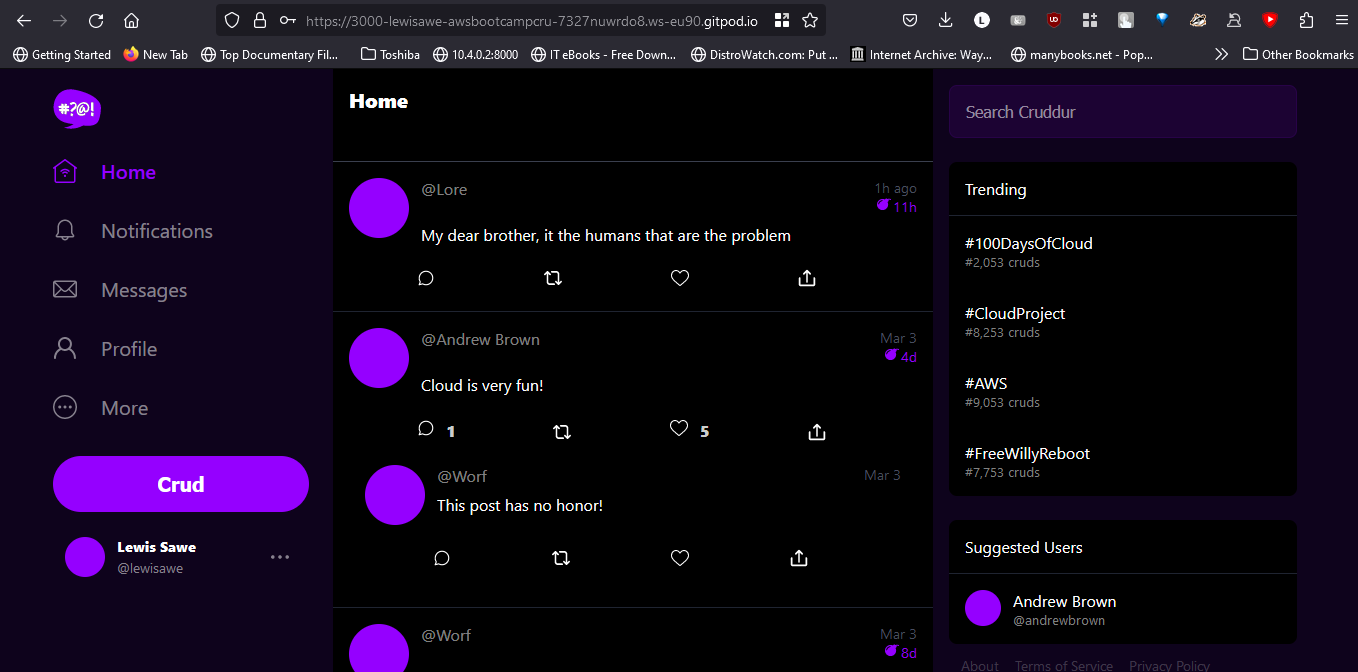 https://3000-lewisawe-awsbootcampcru-7327nuwrdo8.ws-eu90.gitpod.io
L
UD
Getting Started
New Tab
Top Documentary Fil...
Toshiba
10.4.0.2:8000
IT eBooks - Free Down...
DistroWatch.com: Put ...
Internet Archive: Way...
manybooks.net - Pop...
Other Bookmarks
#?@!
Home
Notifications
Messages
Profile
More
Crud
Lewis Sawe
@lewisawe
Home
@Lore
1h ago
11h
My dear brother, it the humans that are the problem
@Andrew Brown
Mar 3
4d
Cloud is very fun!
1
5
@Worf
Mar 3
This post has no honor!
@Worf
Mar 3
8d
Search Cruddur
Trending
#100DaysOfCloud
#2,053 cruds
#CloudProject
#8,253 cruds
#AWS
#9,053 cruds
#FreeWillyReboot
#7,753 cruds
Suggested Users
Andrew Brown
@andrewbrown
About
Terms of Service
Privacy Policy